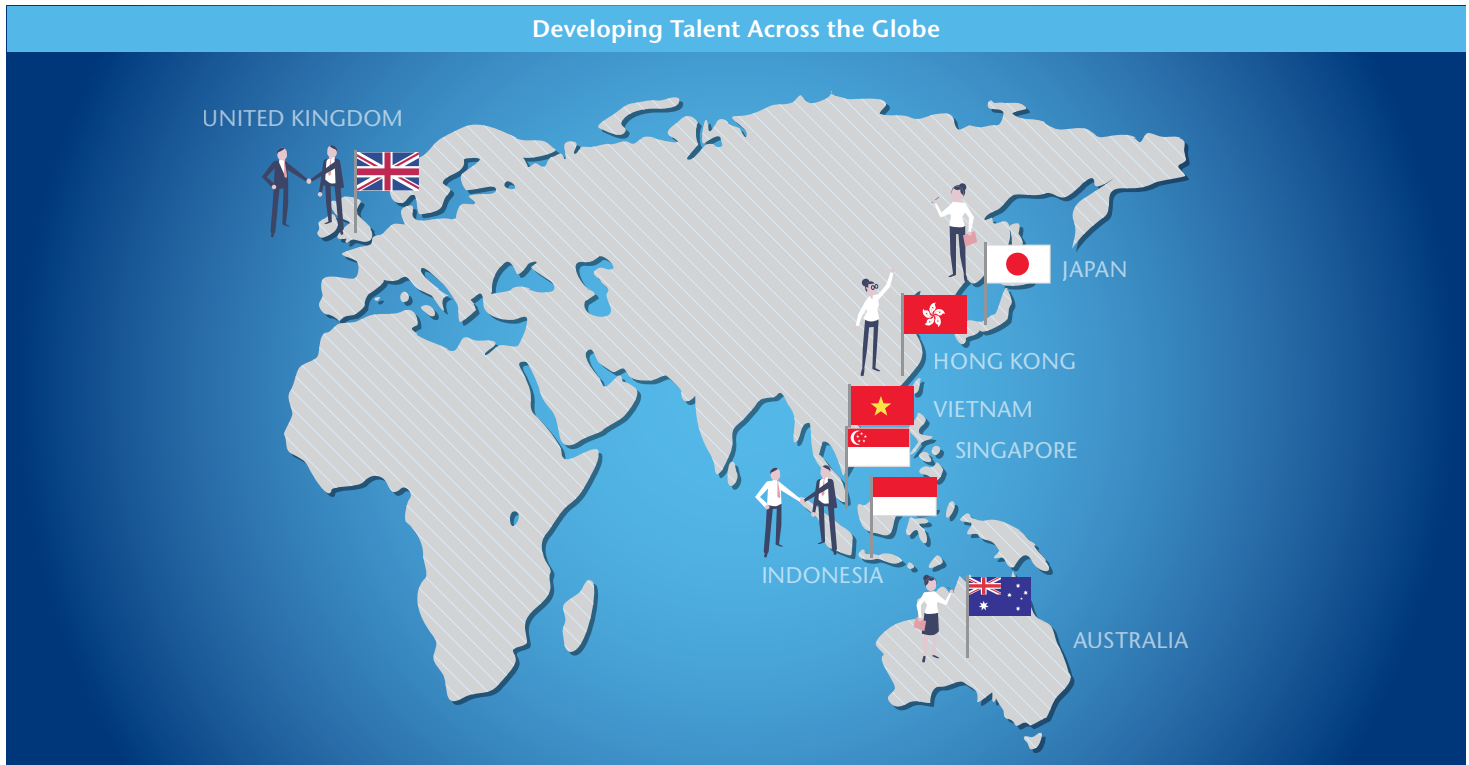 Developing Talent Across the Globe
UNITED KINGDOM
JAPAN
HONG KONG
VIETNAM
SINGAPORE
INDONESIA
AUSTRALIA